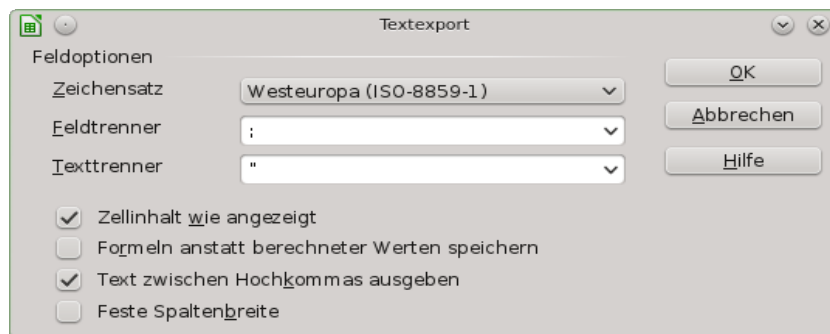 Textexport
Feldoptionen
Zeichensatz
Westeuropa (ISO-8859-1)
Feldtrenner
;
Texttrenner
"
OK
Abbrechen
Hilfe
Zellinhalt wie angezeigt
Formeln anstatt berechneter Werten speichern
Text zwischen Hochkommas ausgeben
Feste Spaltenbreite